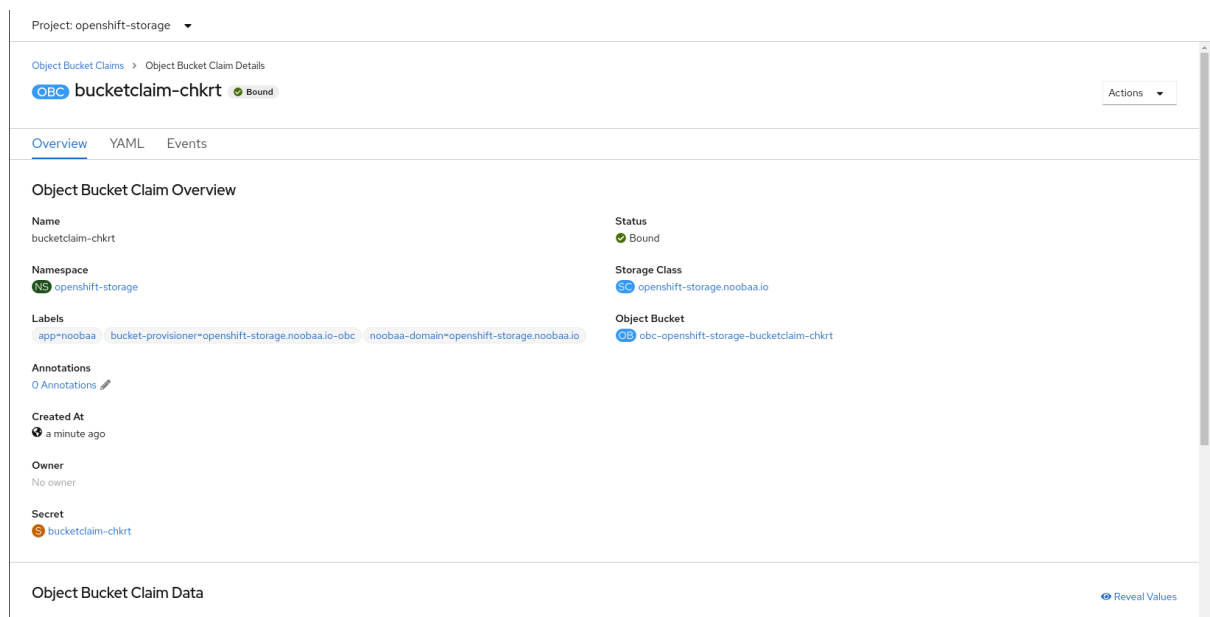 Project: openshift-storage
Object Bucket Claims > Object Bucket Claim Details
OBC bucketclaim-chkrt Bound
Actions
Overview YAML Events
Object Bucket Claim Overview
Name
bucketclaim-chkrt
Namespace
NS openshift-storage
Labels
app=noobaa bucket-provisioner=openshift-storage.noobaa.io-obc noobaa-domain=openshift-storage.noobaa.io
Annotations
0 Annotations
Created At
a minute ago
Owner
No owner
Secret
S bucketclaim-chkrt
Status
Bound
Storage Class
SC openshift-storage.noobaa.io
Object Bucket
OB obc-openshift-storage-bucketclaim-chkrt
Object Bucket Claim Data
Reveal Values